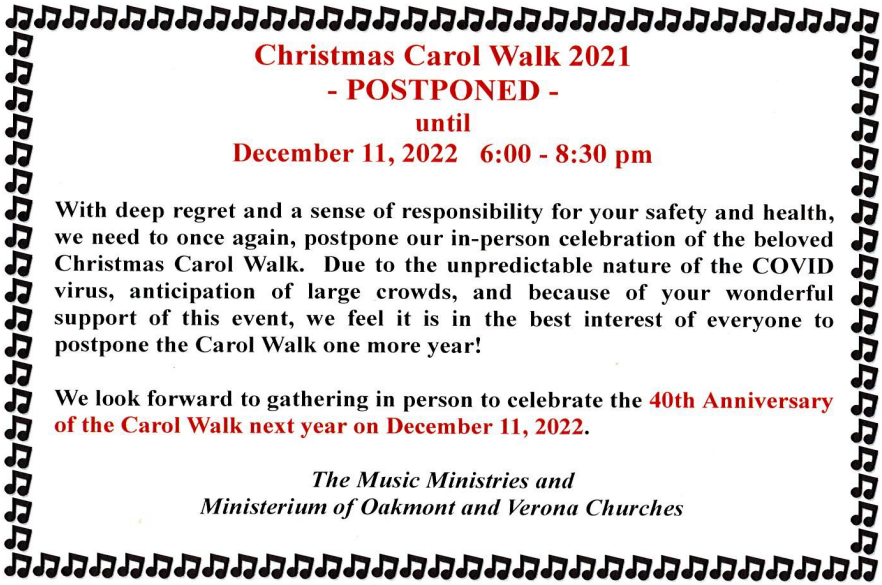 Christmas Carol Walk 2021
- POSTPONED -
until
December 11, 2022 6:00 - 8:30 pm
With deep regret and a sense of responsibility for your safety and health,
we need to once again, postpone our in-person celebration of the beloved
Christmas Carol Walk. Due to the unpredictable nature of the COVID
virus, anticipation of large crowds, and because of your wonderful
support of this event, we feel it is in the best interest of everyone to
postpone the Carol Walk one more year!
We look forward to gathering in person to celebrate the 40th Anniversary
of the Carol Walk next year on December 11, 2022.
The Music Ministries and
Ministerium of Oakmont and Verona Churches